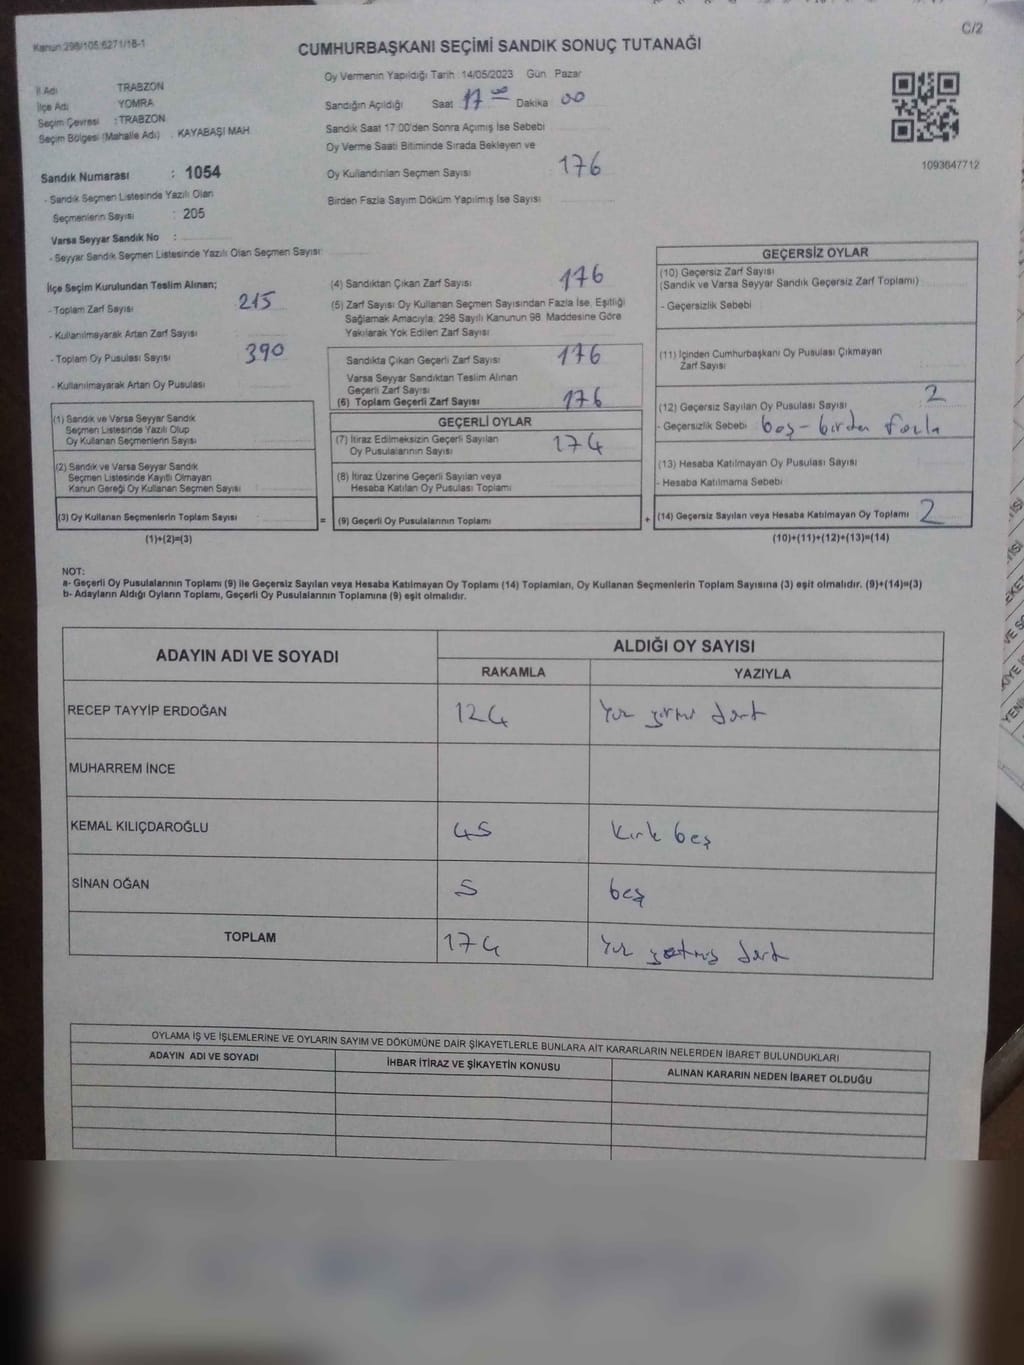 Kanun 298/105;6271/18-1
C/2
CUMHURBAŞKANI SEÇİMİ SANDIK SONUÇ TUTANAĞI
İl Adı TRABZON
İlçe Adı YOMRA
Seçim Çevresi : TRABZON
Seçim Bölgesi (Mahalle Adı) . KAYABAŞI MAH.
Sandık Numarası : 1054
- Sandık Seçmen Listesinde Yazılı Olan
Seçmenlerin Sayısı : 205
Varsa Seyyar Sandık No :
- Seyyar Sandık Seçmen Listesinde Yazılı Olan Seçmen Sayısı:
Oy Vermenin Yapıldığı Tarih :14/05/2023 Gün Pazar
Sandığın Açıldığı Saat 17 00 Dakika 00
Sandık Saat 17:00'den Sonra Açımış İse Sebebi
Oy Verme Saati Bitiminde Sırada Bekleyen ve
Oy Kullandırılan Seçmen Sayısı 176
Birden Fazla Sayım Döküm Yapılmış İse Sayısı
1093647712
İlçe Seçim Kurulundan Teslim Alınan;
- Toplam Zarf Sayısı 215
- Kullanılmayarak Artan Zarf Sayısı
- Toplam Oy Pusulası Sayısı 390
- Kullanılmayarak Artan Oy Pusulası
(1) Sandık ve Varsa Seyyar Sandık
Seçmen Listesinde Yazılı Olup
Oy Kullanan Seçmenlerin Sayısı
(2) Sandık ve Varsa Seyyar Sandık
Seçmen Listesinde Kayıtlı Olmayan
Kanun Gereği Oy Kullanan Seçmen Sayısı
(3) Oy Kullanan Seçmenlerin Toplam Sayısı
(1)+(2)=(3)
(4) Sandıktan Çıkan Zarf Sayısı 176
(5) Zarf Sayısı Oy Kullanan Seçmen Sayısından Fazla İse, Eşitliği
Sağlamak Amacıyla; 298 Sayılı Kanunun 98. Maddesine Göre
Yakılarak Yok Edilen Zarf Sayısı
Sandıkta Çıkan Geçerli Zarf Sayısı 176
Varsa Seyyar Sandıktan Teslim Alınan
Geçerli Zarf Sayısı
(6) Toplam Geçerli Zarf Sayısı 176
GEÇERLİ OYLAR
(7) İtiraz Edilmeksizin Geçerli Sayılan
Oy Pusulalarının Sayısı 174
(8) İtiraz Üzerine Geçerli Sayılan veya
Hesaba Katılan Oy Pusulası Toplamı
= (9) Geçerli Oy Pusulalarının Toplamı +
GEÇERSİZ OYLAR
(10) Geçersiz Zarf Sayısı
(Sandık ve Varsa Seyyar Sandık Geçersiz Zarf Toplamı)
- Geçersizlik Sebebi
(11) İçinden Cumhurbaşkanı Oy Pusulası Çıkmayan
Zarf Sayısı
(12) Geçersiz Sayılan Oy Pusulası Sayısı 2
- Geçersizlik Sebebi boş - birden fazla
(13) Hesaba Katılmayan Oy Pusulası Sayısı
- Hesaba Katılmama Sebebi
(14) Geçersiz Sayılan veya Hesaba Katılmayan Oy Toplamı 2
(10)+(11)+(12)+(13)=(14)
NOT:
a- Geçerli Oy Pusulalarının Toplamı (9) ile Geçersiz Sayılan veya Hesaba Katılmayan Oy Toplamı (14) Toplamları, Oy Kullanan Seçmenlerin Toplam Sayısına (3) eşit olmalıdır. (9)+(14)=(3)
b- Adayların Aldığı Oyların Toplamı, Geçerli Oy Pusulalarının Toplamına (9) eşit olmalıdır.
ADAYIN ADI VE SOYADI
ALDIĞI OY SAYISI
RAKAMLA YAZIYLA
RECEP TAYYİP ERDOĞAN 124 Yüz yirmi dört
MUHARREM İNCE
KEMAL KILIÇDAROĞLU 45 kırk beş
SİNAN OĞAN 5 beş
TOPLAM 174 Yüz yetmiş dört
OYLAMA İŞ VE İŞLEMLERİNE VE OYLARIN SAYIM VE DÖKÜMÜNE DAİR ŞİKAYETLERLE BUNLARA AİT KARARLARIN NELERDEN İBARET BULUNDUKLARI
ADAYIN ADI VE SOYADI İHBAR İTİRAZ VE ŞİKAYETİN KONUSU ALINAN KARARIN NEDEN İBARET OLDUĞU